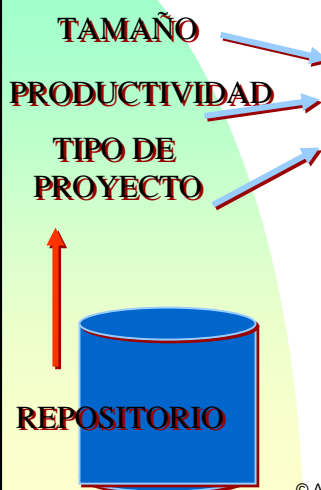 TAMAÑO
PRODUCTIVIDAD
TIPO DE
PROYECTO
REPOSITORIO
© A